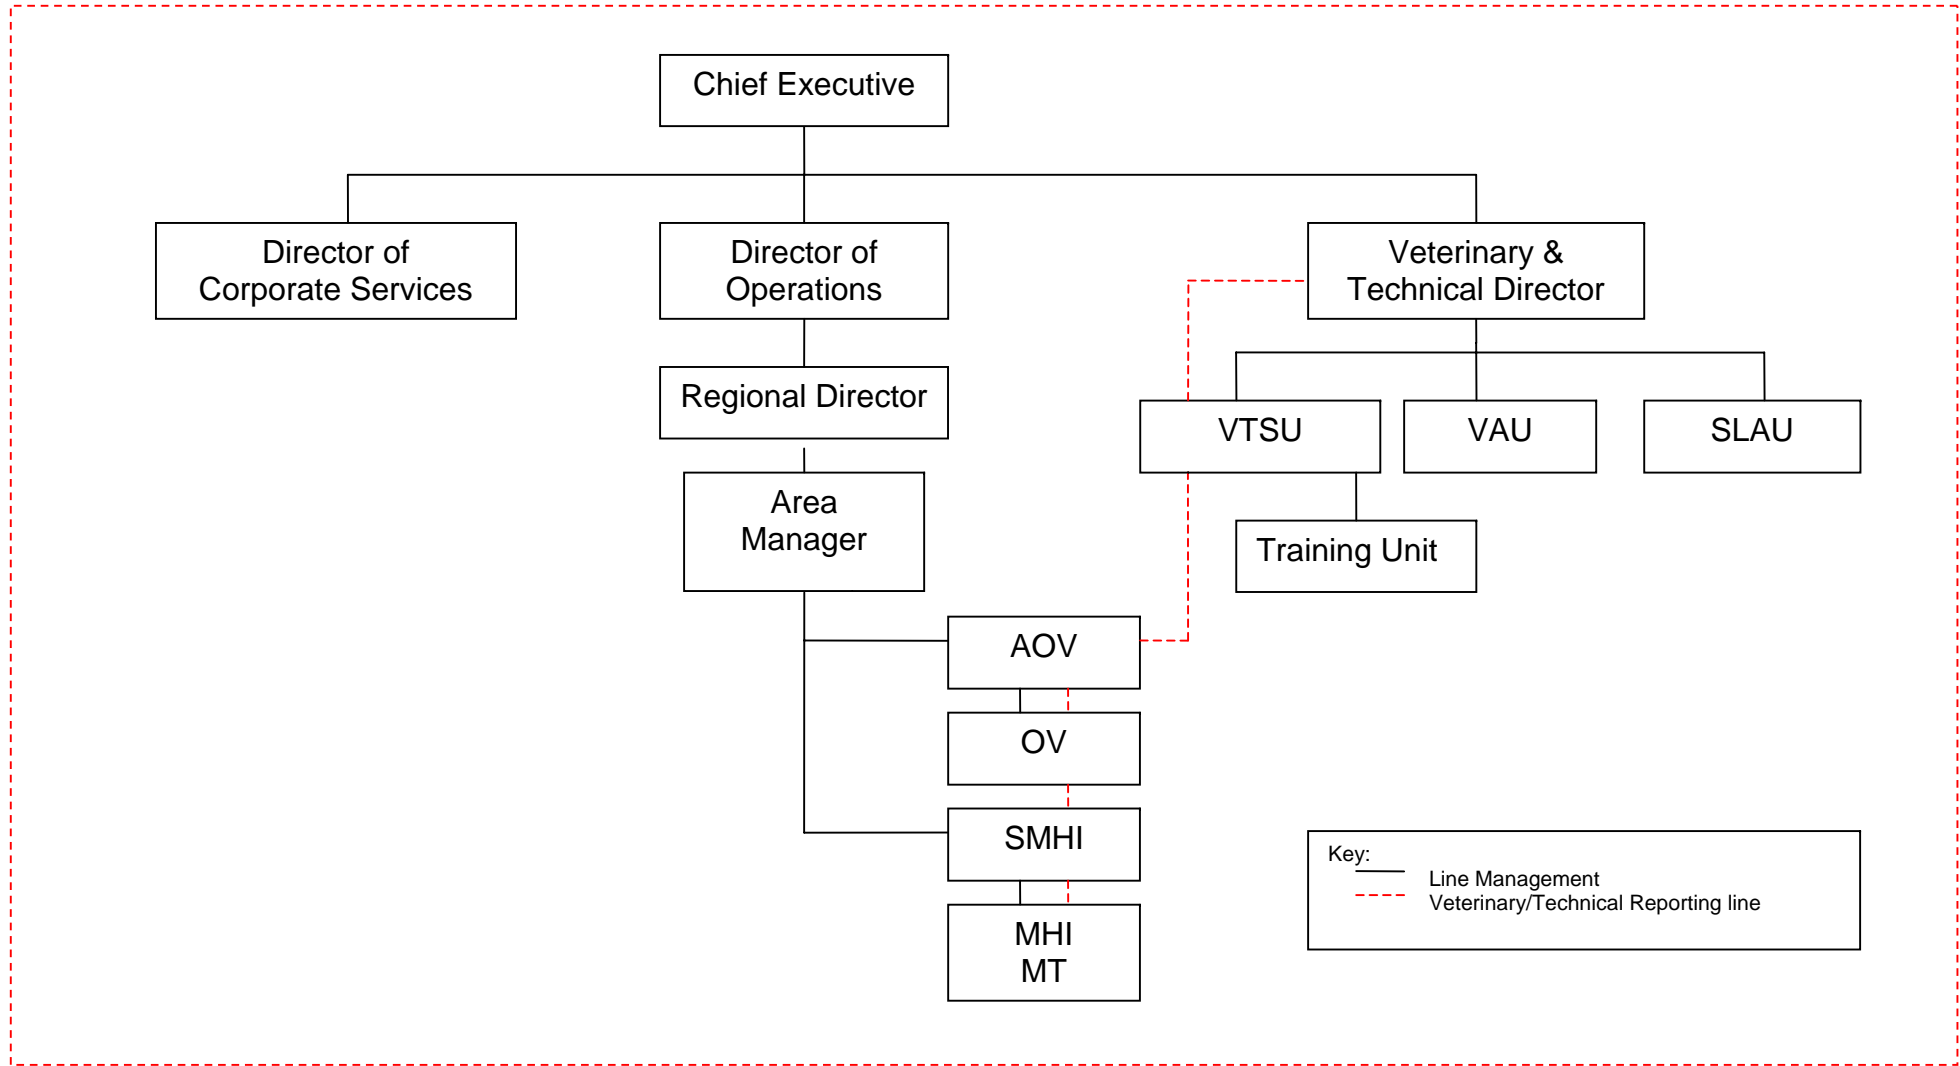 Chief Executive
Director of
Corporate Services
Director of
Operations
Veterinary &
Technical Director
Regional Director
VTSU
VAU
SLAU
Area
Manager
Training Unit
AOV
OV
SMHI
MHI
MT
Key:
Line Management
Veterinary/Technical Reporting line